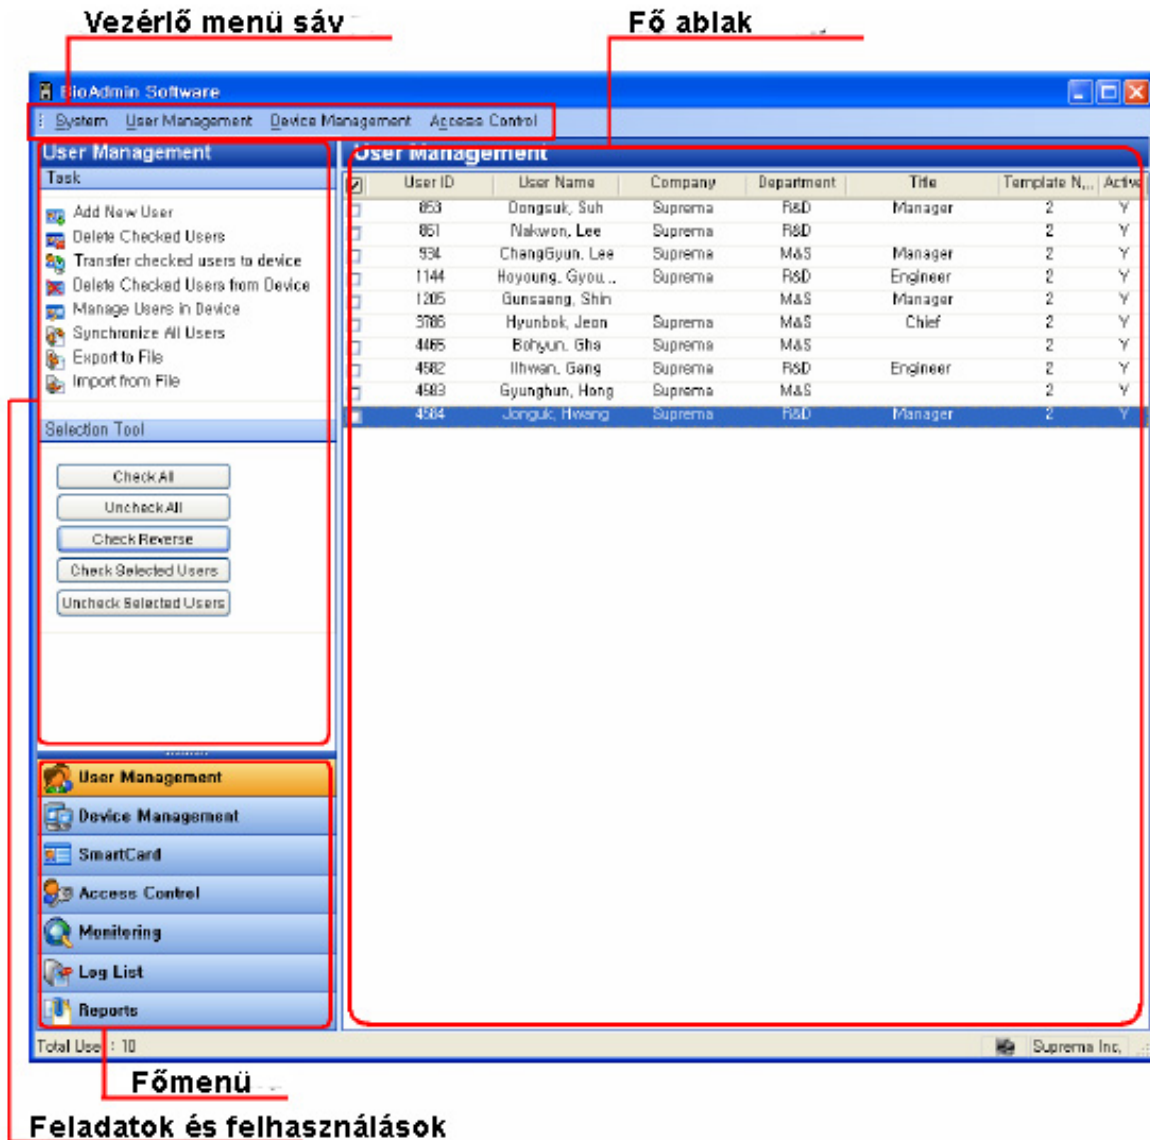 Vezérlő menü sáv
Fő ablak
BioAdmin Software
System User Management Device Management Access Control
User Management
Task
Add New User
Delete Checked Users
Transfer checked users to device
Delete Checked Users from Device
Manage Users in Device
Synchronize All Users
Export to File
Import from File
Selection Tool
Check All
Uncheck All
Check Reverse
Check Selected Users
Uncheck Selected Users
User Management
User ID User Name Company Department Title Template N... Active
853 Dongsuk, Suh Suprema R&D Manager 2 Y
861 Nakwon, Lee Suprema R&D 2 Y
934 ChangGyun, Lee Suprema M&S Manager 2 Y
1144 Hoyoung, Gyou... Suprema R&D Engineer 2 Y
1205 Gunsaeng, Shin M&S Manager 2 Y
3786 Hyunbok, Jeon Suprema M&S Chief 2 Y
4465 Bohyun, Gha Suprema M&S 2 Y
4582 Ilhwan, Gang Suprema R&D Engineer 2 Y
4583 Gyunghun, Hong Suprema M&S 2 Y
4584 Jonguk, Hwang Suprema R&D Manager 2 Y
User Management
Device Management
SmartCard
Access Control
Monitoring
Log List
Reports
Total User : 10
Suprema Inc.
Főmenü
Feladatok és felhasználások